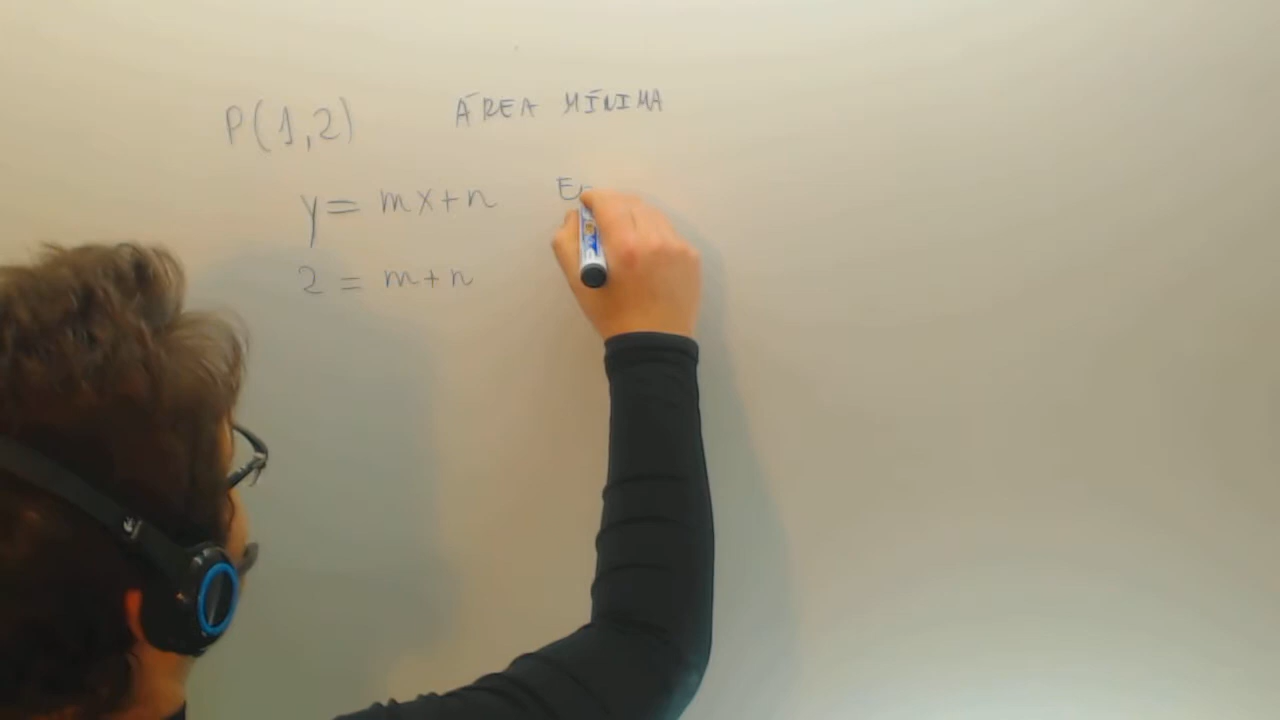 P(1,2) ÁREA MÍNIMA
y = mx+n
2 = m+n